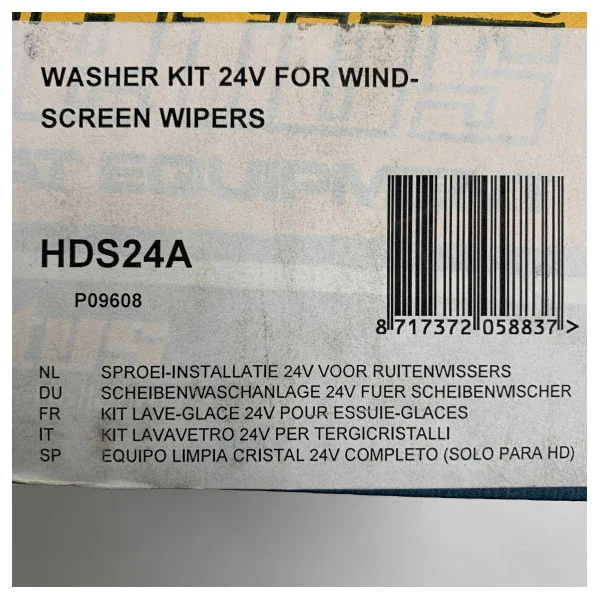 WASHER KIT 24V FOR WIND-
SCREEN WIPERS
HDS24A
P09608
8 717372 058837>
NL SPROEI-INSTALLATIE 24V VOOR RUITENWISSERS
DU SCHEIBENWASCHANLAGE 24V FUER SCHEIBENWISCHER
FR KIT LAVE-GLACE 24V POUR ESSUIE-GLACES
IT KIT LAVAVETRO 24V PER TERGICRISTALLI
SP EQUIPO LIMPIA CRISTAL 24V COMPLETO (SOLO PARA HD)